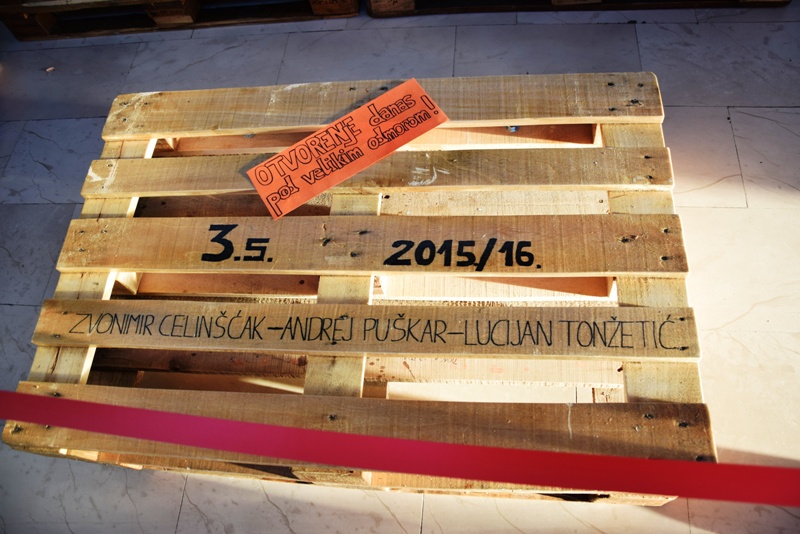 OTVORENJE danas
pod velikim odmorom!
3.s. 2015/16.
ZVONIMIR CELINŠĆAK-ANDREJ PUŠKAR-LUCIJAN TONŽETIĆ